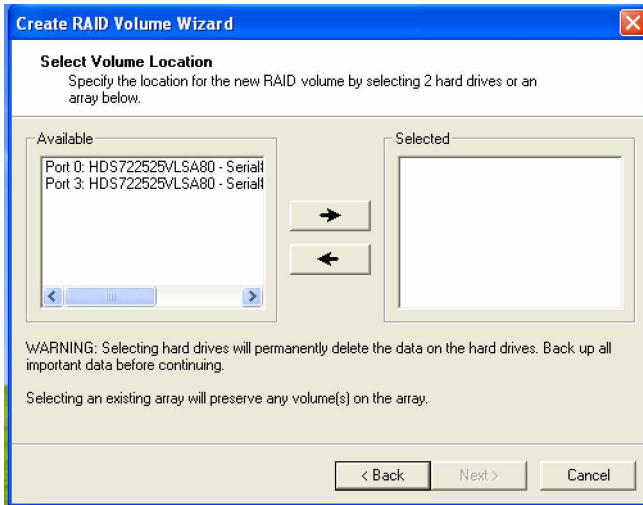 Create RAID Volume Wizard
Select Volume Location
Specify the location for the new RAID volume by selecting 2 hard drives or an
array below.
Available
Selected
Port 0: HDS722525VLSA80 - Serial#
Port 3: HDS722525VLSA80 - Serial#
WARNING: Selecting hard drives will permanently delete the data on the hard drives. Back up all
important data before continuing.
Selecting an existing array will preserve any volume(s) on the array.
< Back
Next >
Cancel